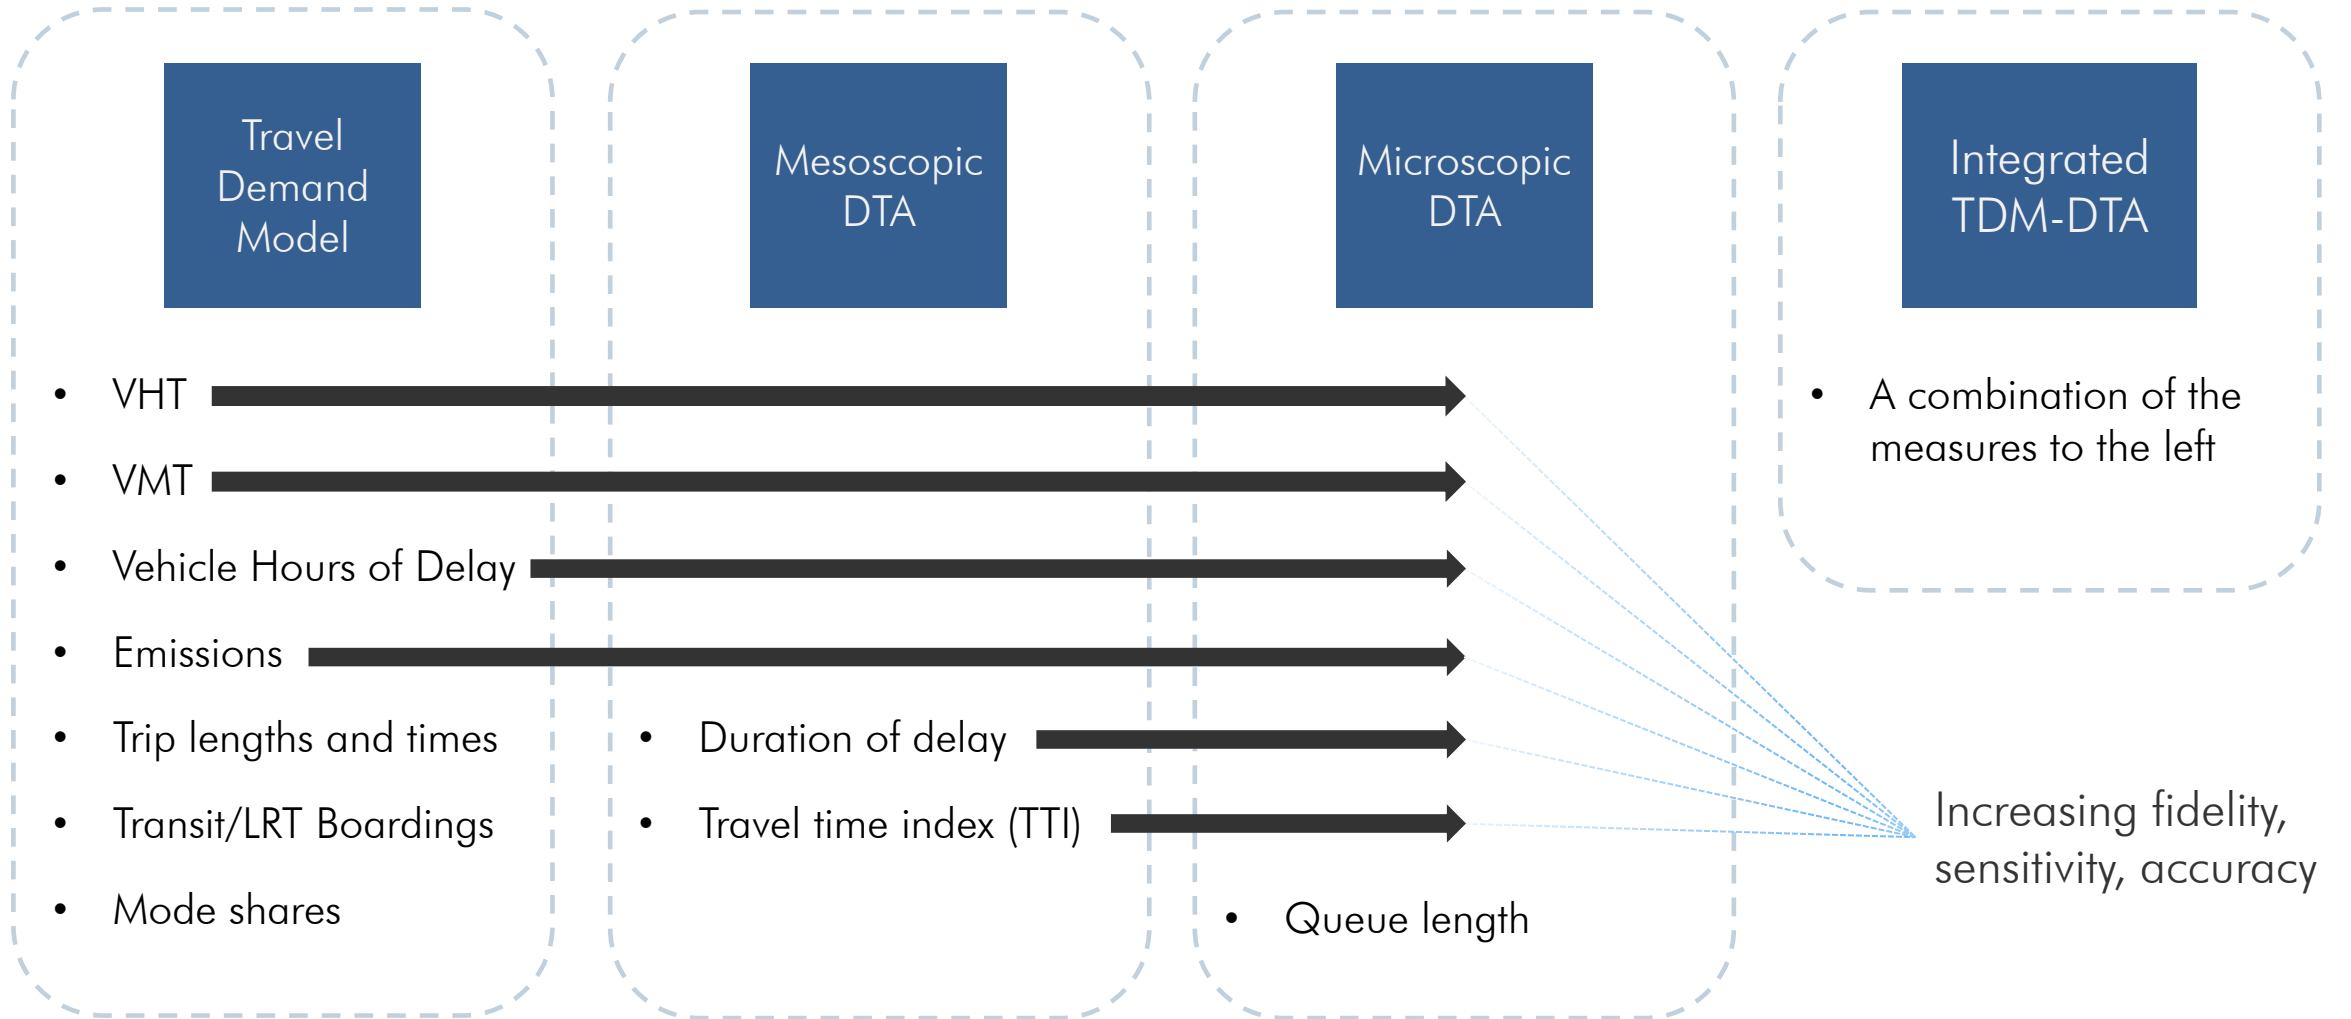 Travel
Demand
Model
Mesoscopic
DTA
Microscopic
DTA
Integrated
TDM-DTA
• VHT
• VMT
• Vehicle Hours of Delay
• Emissions
• Trip lengths and times
• Transit/LRT Boardings
• Mode shares
• Duration of delay
• Travel time index (TTI)
• Queue length
• A combination of the
measures to the left
Increasing fidelity,
sensitivity, accuracy